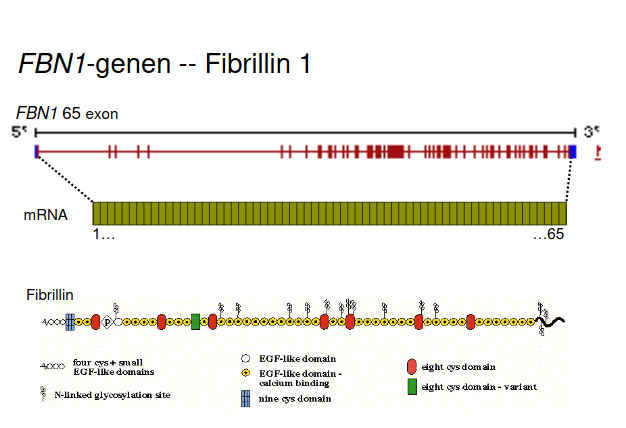 FBN1-genen -- Fibrillin 1
FBN1 65 exon
5' 3'
mRNA
1... ...65
Fibrillin
P
four cys + small
EGF-like domains
N-linked glycosylation site
EGF-like domain
EGF-like domain -
calcium binding
nine cys domain
eight cys domain
eight cys domain - variant